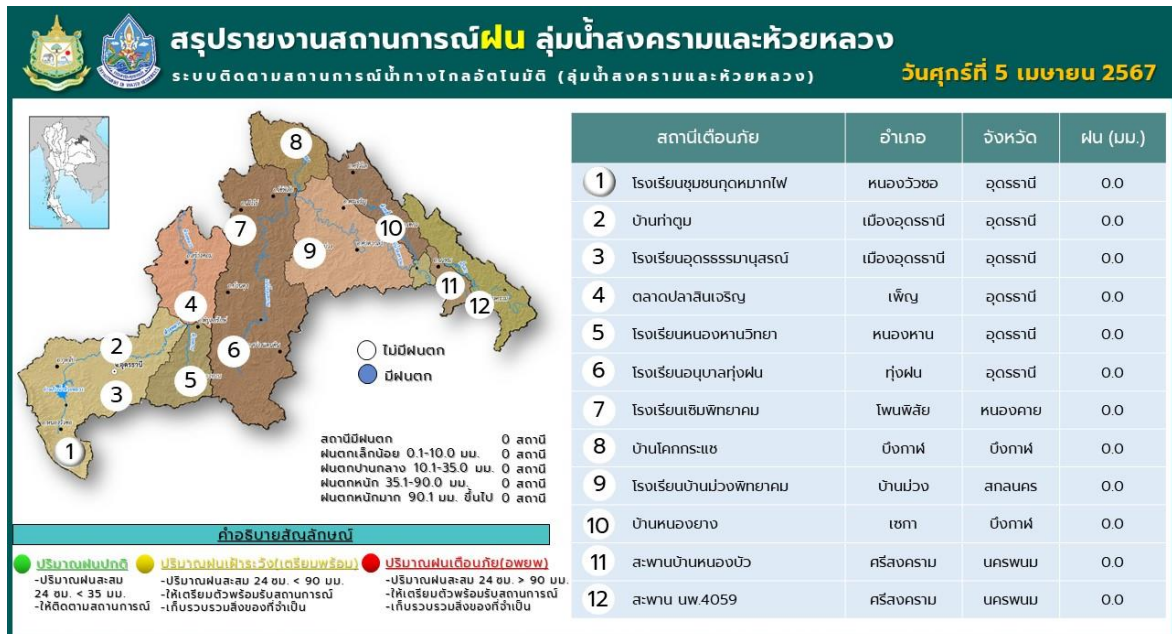 สรุปรายงานสถานการณ์ฝน ลุ่มน้ำสงครามและห้วยหลวง
ระบบติดตามสถานการณ์น้ำทางไกลอัตโนมัติ (ลุ่มน้ำสงครามและห้วยหลวง)
วันศุกร์ที่ 5 เมษายน 2567
8
7
10
9
11
12
4
2
6
5
3
1
อุดรธานี
ไม่มีฝนตก
มีฝนตก
สถานีมีฝนตก 0 สถานี
ฝนตกเล็กน้อย 0.1-10.0 มม. 0 สถานี
ฝนตกปานกลาง 10.1-35.0 มม. 0 สถานี
ฝนตกหนัก 35.1-90.0 มม. 0 สถานี
ฝนตกหนักมาก 90.1 มม. ขึ้นไป 0 สถานี
คำอธิบายสัญลักษณ์
ปริมาณฝนปกติ
-ปริมาณฝนสะสม
24 ชม. < 35 มม.
-ให้ติดตามสถานการณ์
ปริมาณฝนเฝ้าระวัง(เตรียมพร้อม)
-ปริมาณฝนสะสม 24 ชม. < 90 มม.
-ให้เตรียมตัวพร้อมรับสถานการณ์
-เก็บรวบรวมสิ่งของที่จำเป็น
ปริมาณฝนเตือนภัย(อพยพ)
-ปริมาณฝนสะสม 24 ชม. > 90 มม.
-ให้เตรียมตัวพร้อมรับสถานการณ์
-เก็บรวบรวมสิ่งของที่จำเป็น
สถานีเตือนภัย อำเภอ จังหวัด ฝน (มม.)
1 โรงเรียนชุมชนกุดหมากไฟ หนองวัวซอ อุดรธานี 0.0
2 บ้านท่าตูม เมืองอุดรธานี อุดรธานี 0.0
3 โรงเรียนอุดรธรรมานุสรณ์ เมืองอุดรธานี อุดรธานี 0.0
4 ตลาดปลาสินเจริญ เพ็ญ อุดรธานี 0.0
5 โรงเรียนหนองหานวิทยา หนองหาน อุดรธานี 0.0
6 โรงเรียนอนุบาลทุ่งฝน ทุ่งฝน อุดรธานี 0.0
7 โรงเรียนเซิมพิทยาคม โพนพิสัย หนองคาย 0.0
8 บ้านโคกกระแซ บึงกาฬ บึงกาฬ 0.0
9 โรงเรียนบ้านม่วงพิทยาคม บ้านม่วง สกลนคร 0.0
10 บ้านหนองยาง เซกา บึงกาฬ 0.0
11 สะพานบ้านหนองบัว ศรีสงคราม นครพนม 0.0
12 สะพาน นพ.4059 ศรีสงคราม นครพนม 0.0